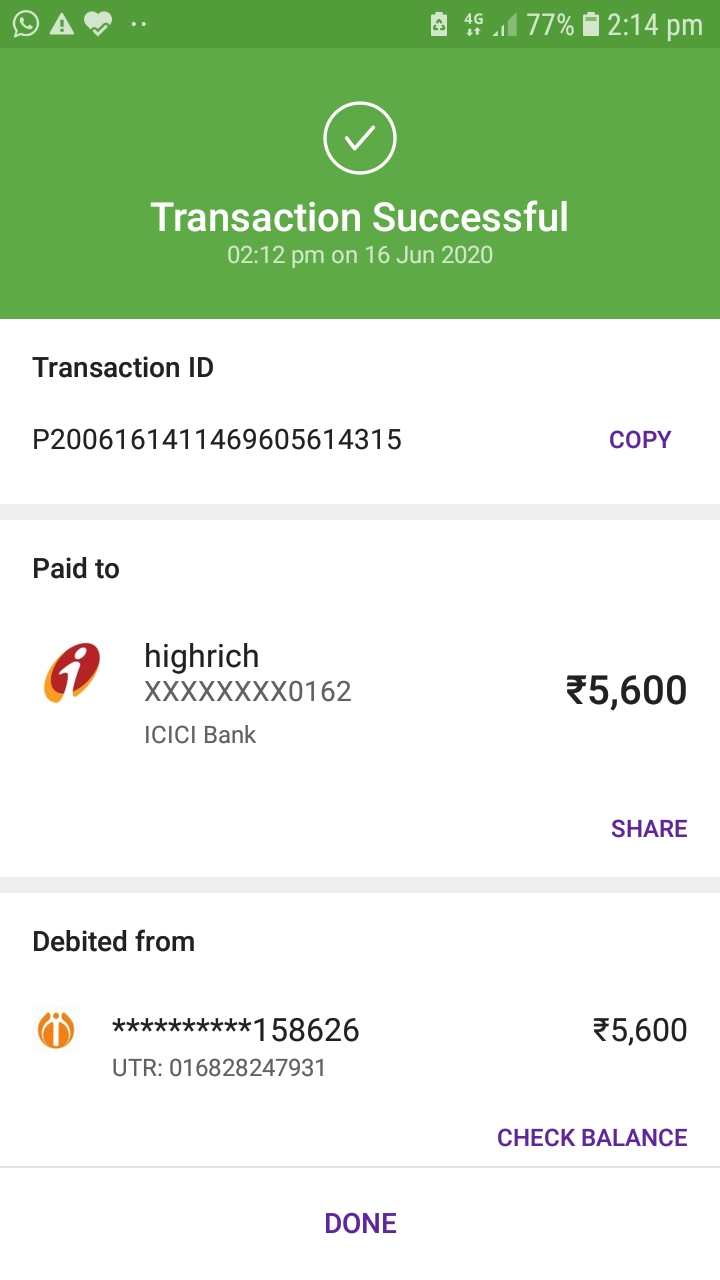 4G 77% 2:14 pm
Transaction Successful
02:12 pm on 16 Jun 2020
Transaction ID
P2006161411469605614315 COPY
Paid to
highrich
XXXXXXXX0162 ₹5,600
ICICI Bank
SHARE
Debited from
**********158626 ₹5,600
UTR: 016828247931
CHECK BALANCE
DONE